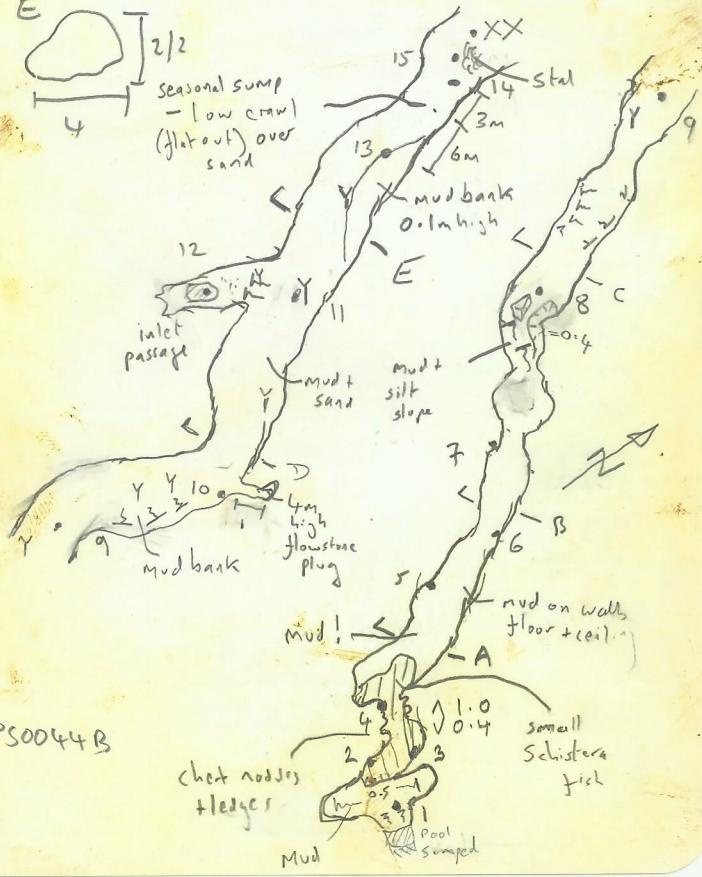 E
2/2
4
seasonal sump
- low crawl
(flat out) over
sand
15
XX
Stal
14
3m
6m
13
mud bank
0.1m high
E
12
11
inlet
passage
mud +
sand
D
10
4m
high
flowstone
plug
1
9
mud bank
Y
9
C
8
0.4
mud +
silt
slope
7
N
B
6
5
mud on walls
floor + ceiling
mud!
A
4
1.0
0.4
small
Schistera
fish
2
3
chert nodules
+ ledges
0.5
1
Pool
Sumped
Mud
PS0044B